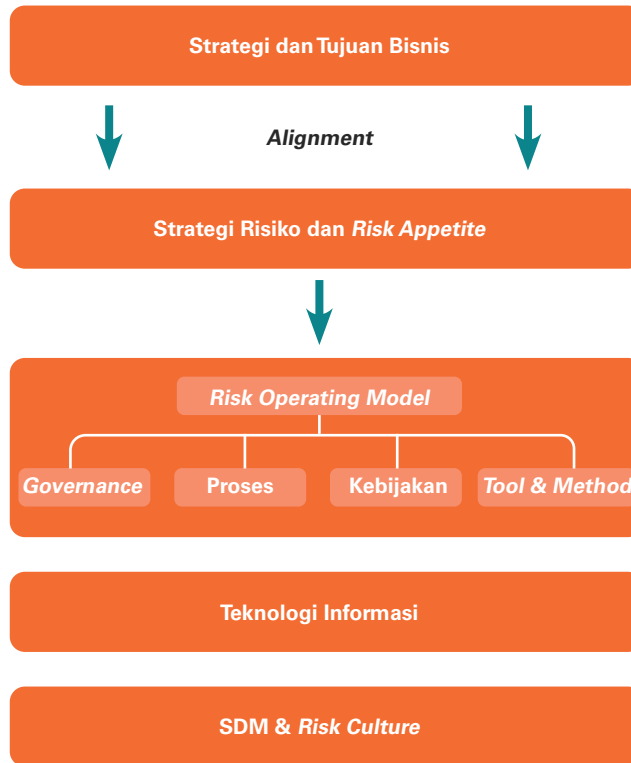 Strategi dan Tujuan Bisnis
Alignment
Strategi Risiko dan Risk Appetite
Risk Operating Model
Governance
Proses
Kebijakan
Tool & Method
Teknologi Informasi
SDM & Risk Culture